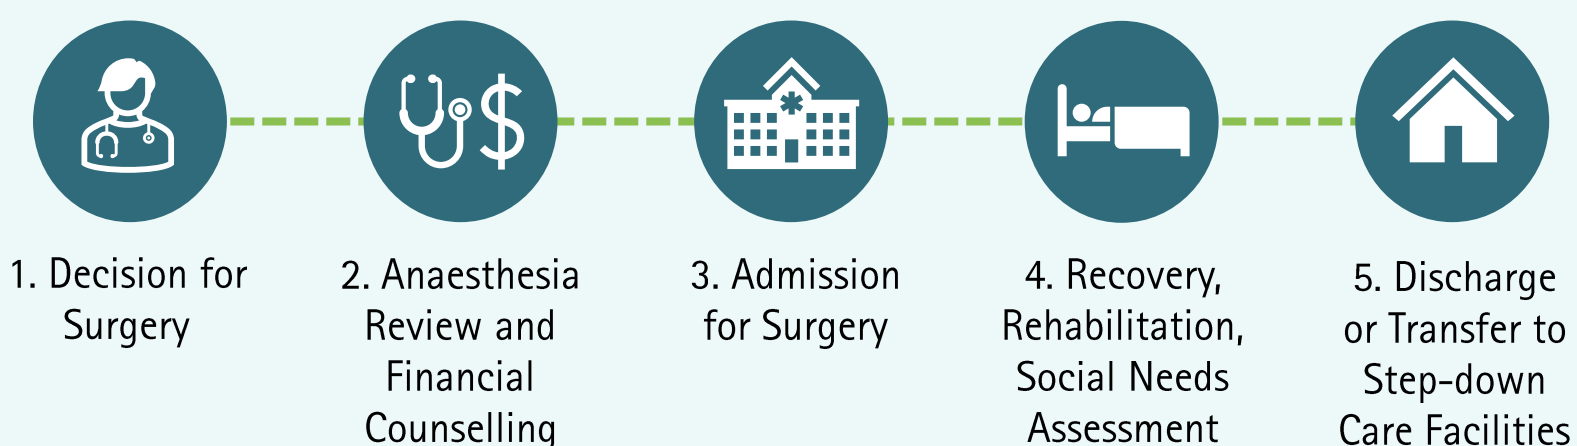 1. Decision for
Surgery
2. Anaesthesia
Review and
Financial
Counselling
3. Admission
for Surgery
4. Recovery,
Rehabilitation,
Social Needs
Assessment
5. Discharge
or Transfer to
Step-down
Care Facilities